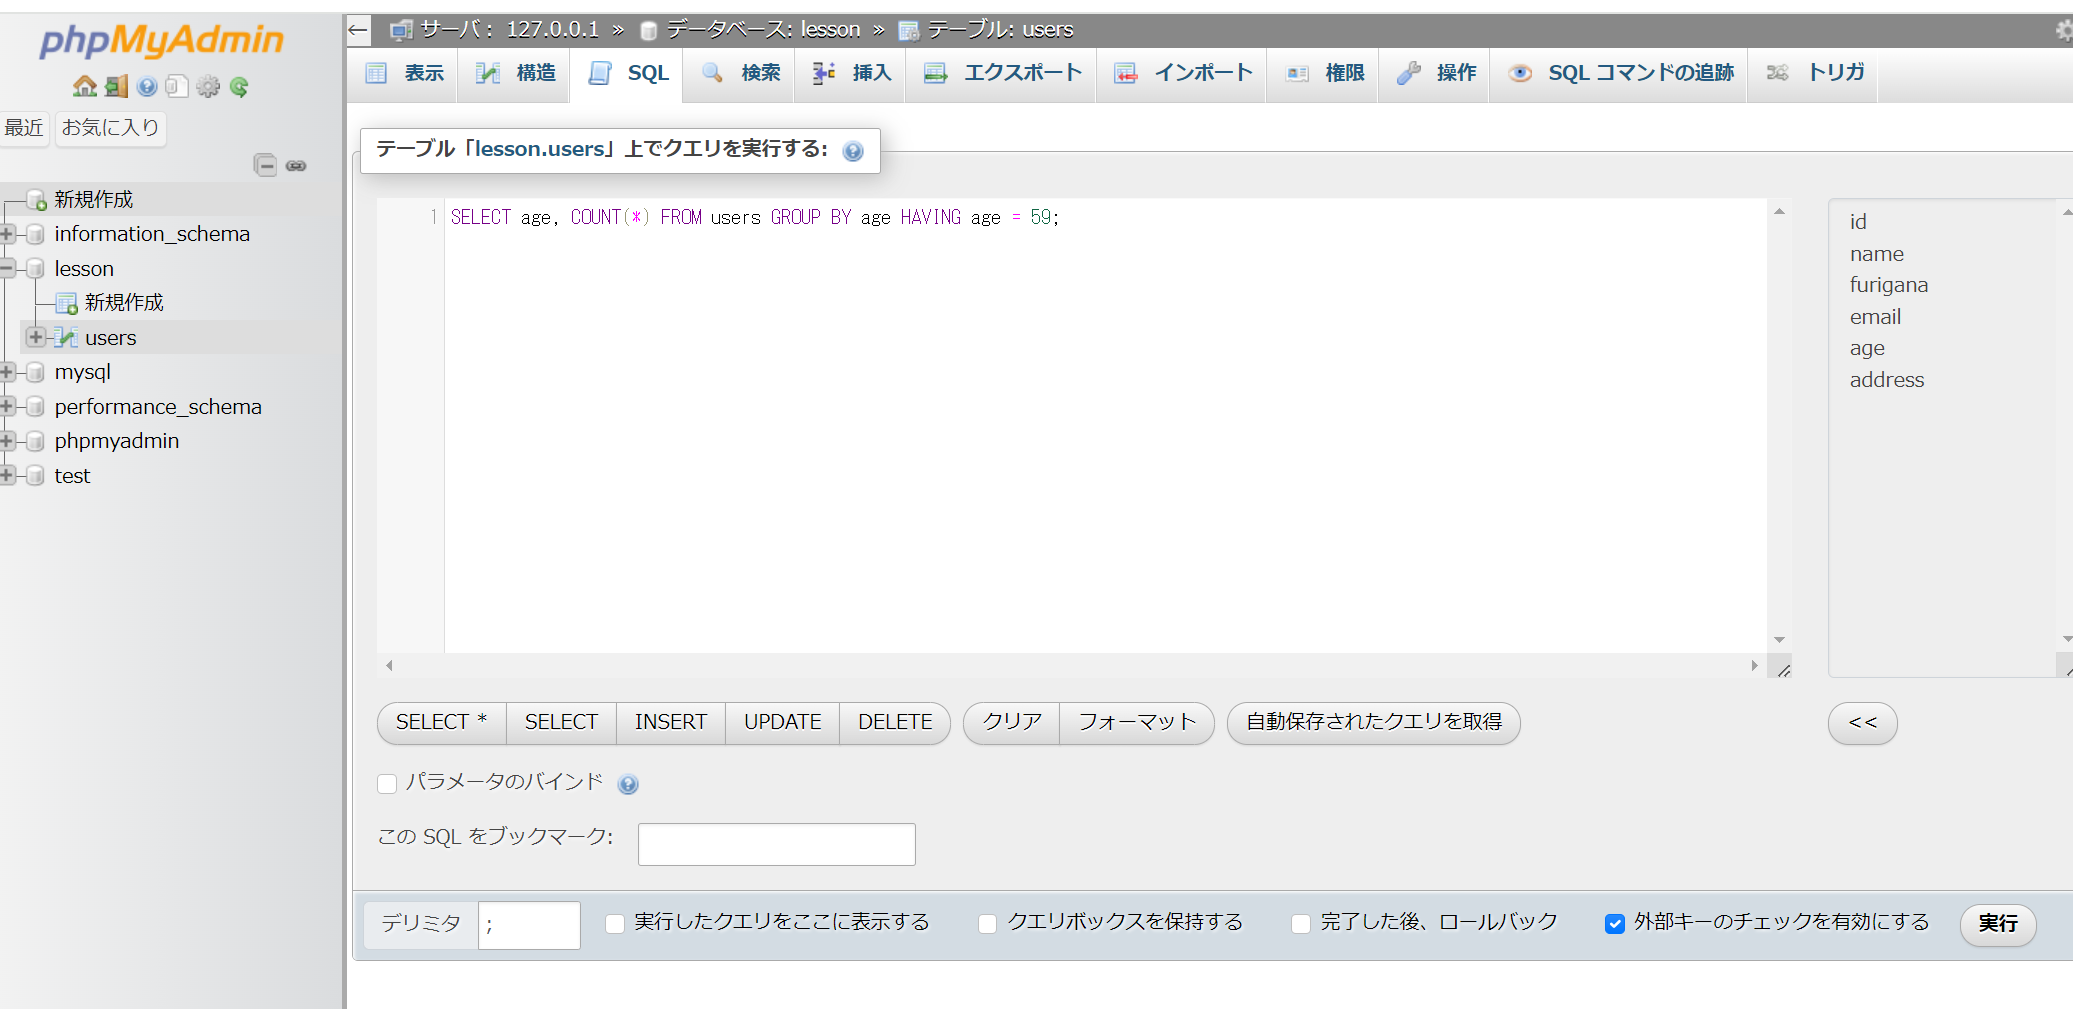 phpMyAdmin
最近 お気に入り
新規作成
information_schema
lesson
新規作成
users
mysql
performance_schema
phpmyadmin
test
← サーバ: 127.0.0.1 » データベース: lesson » テーブル: users
表示 構造 SQL 検索 挿入 エクスポート インポート 権限 操作 SQL コマンドの追跡 トリガ
テーブル「lesson.users」上でクエリを実行する:
1 SELECT age, COUNT(*) FROM users GROUP BY age HAVING age = 59;
id
name
furigana
email
age
address
SELECT * SELECT INSERT UPDATE DELETE クリア フォーマット 自動保存されたクエリを取得 <<
パラメータのバインド
この SQL をブックマーク:
デリミタ ; 実行したクエリをここに表示する クエリボックスを保持する 完了した後、ロールバック 外部キーのチェックを有効にする 実行